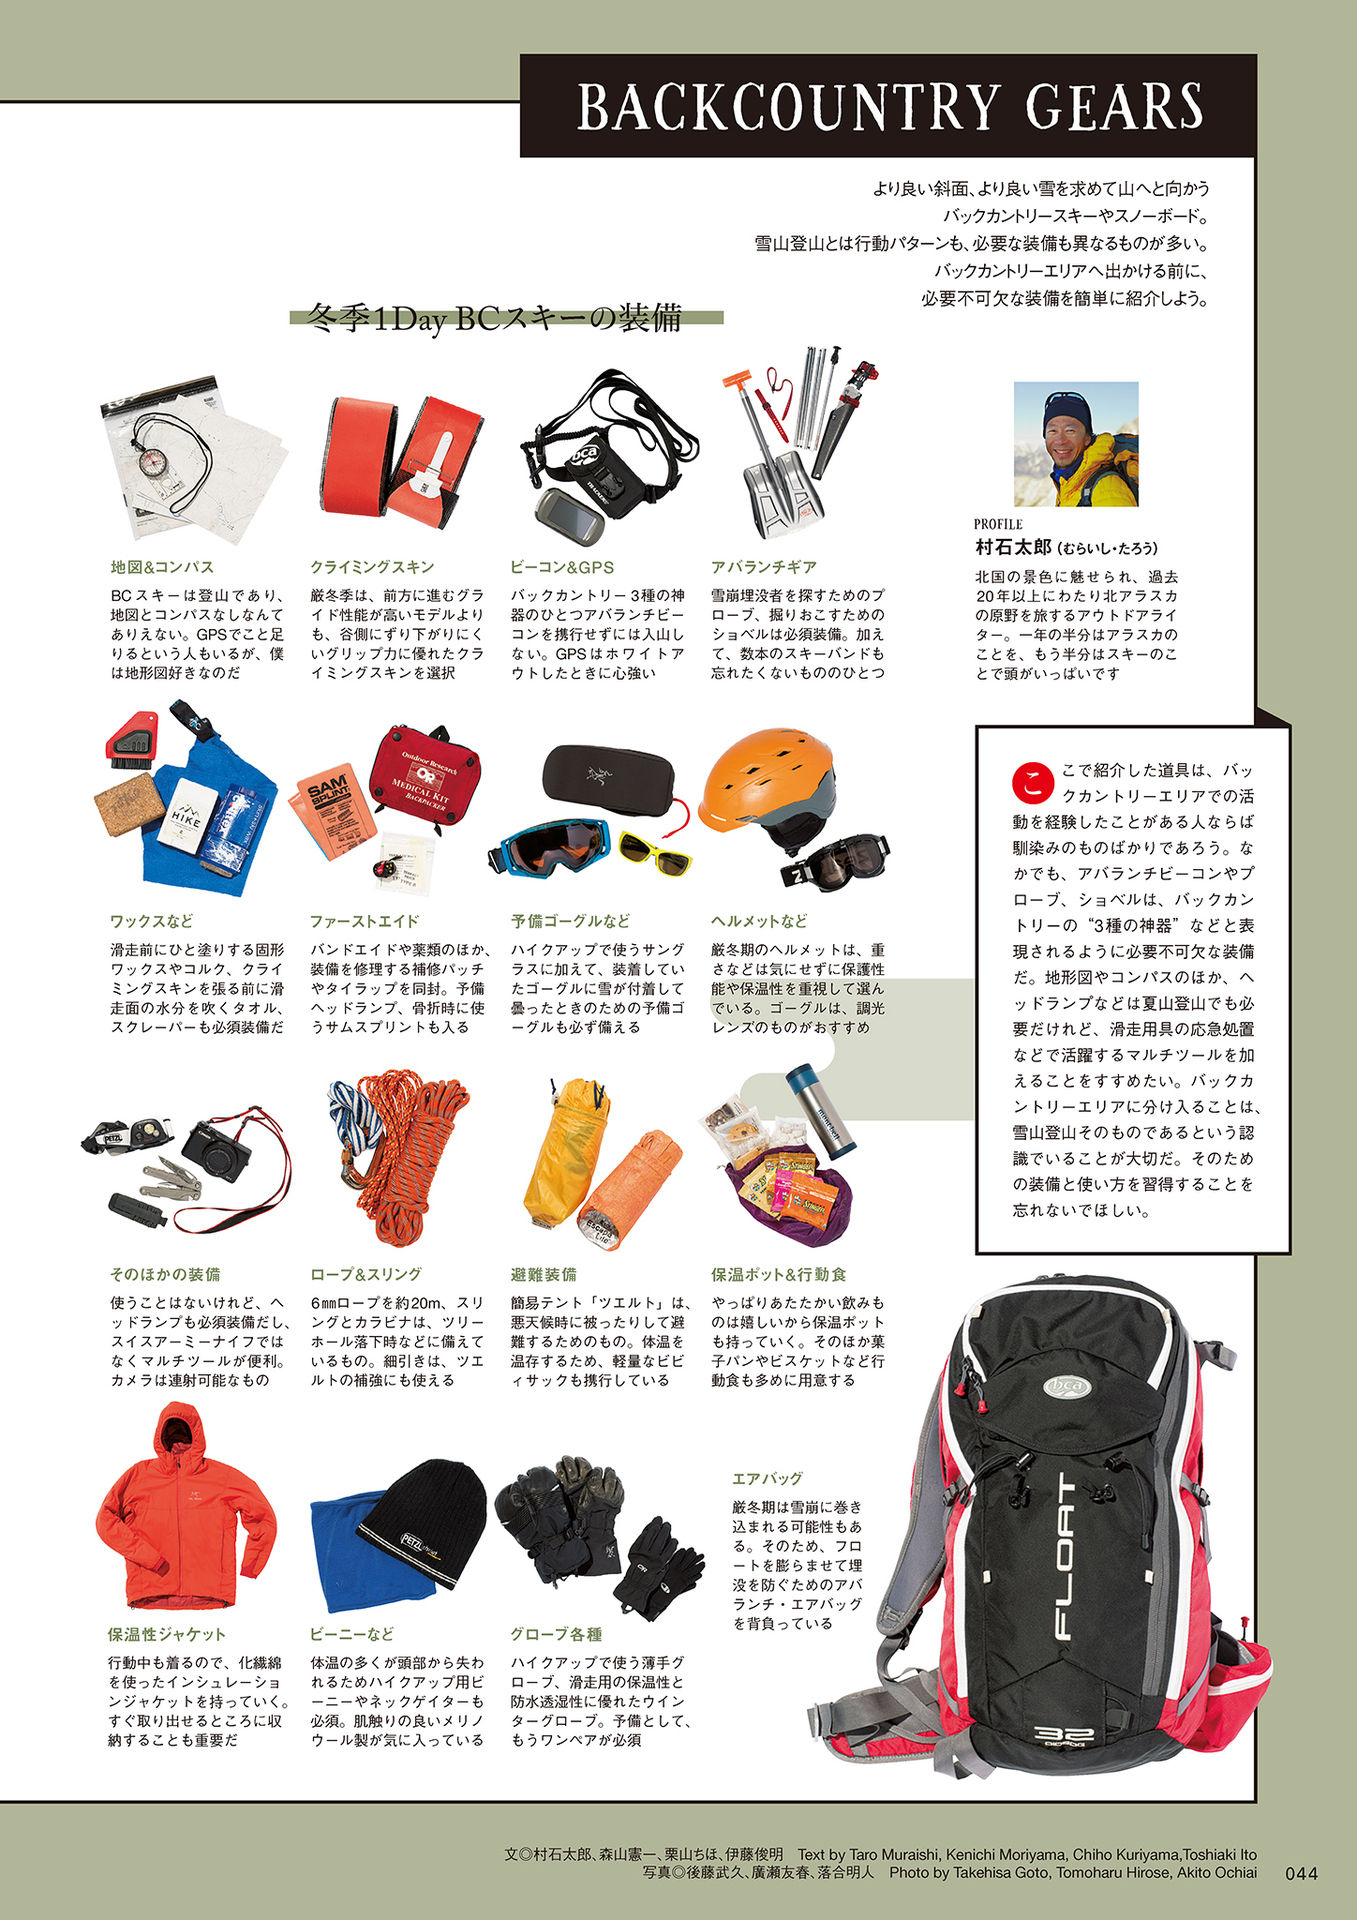 BACKCOUNTRY GEARS
より良い斜面、より良い雪を求めて山へと向かう
バックカントリースキーやスノーボード。
雪山登山とは行動パターンも、必要な装備も異なるものが多い。
バックカントリーエリアへ出かける前に、
必要不可欠な装備を簡単に紹介しよう。
冬季1Day BCスキーの装備
地図&コンパス
BCスキーは登山であり、
地図とコンパスなしなんて
ありえない。GPSでこと足
りるという人もいるが、僕
は地形図好きなのだ
クライミングスキン
厳冬季は、前方に進むグラ
イド性能が高いモデルより
も、谷側にずり下がりにく
いグリップ力に優れたクラ
イミングスキンを選択
bca
ビーコン&GPS
バックカントリー3種の神
器のひとつアバランチビー
コンを携行せずには入山し
ない。GPSはホワイトア
ウトしたときに心強い
アバランチギア
雪崩埋没者を探すためのプ
ローブ、掘りおこすための
ショベルは必須装備。加え
て、数本のスキーバンドも
忘れたくないもののひとつ
PROFILE
村石太郎(むらいし・たろう)
北国の景色に魅せられ、過去
20年以上にわたり北アラスカ
の原野を旅するアウトドアライ
ター。一年の半分はアラスカの
ことを、もう半分はスキーのこ
とで頭がいっぱいです
HIKE
ワックスなど
滑走前にひと塗りする固形
ワックスやコルク、クライ
ミングスキンを張る前に滑
走面の水分を吹くタオル、
スクレーパーも必須装備だ
SAM
SPLINT
Outdoor Research
OR
MEDICAL KIT
BACKPACKER
ファーストエイド
バンドエイドや薬類のほか、
装備を修理する補修パッチ
やタイラップを同封。予備
ヘッドランプ、骨折時に使
うサムスプリントも入る
予備ゴーグルなど
ハイクアップで使うサング
ラスに加えて、装着してい
たゴーグルに雪が付着して
曇ったときのための予備ゴ
ーグルも必ず備える
ヘルメットなど
厳冬期のヘルメットは、重
さなどは気にせずに保護性
能や保温性を重視して選ん
でいる。ゴーグルは、調光
レンズのものがおすすめ
ここで紹介した道具は、バッ
クカントリーエリアでの活
動を経験したことがある人ならば
馴染みのものばかりであろう。な
かでも、アバランチビーコンやプ
ローブ、ショベルは、バックカン
トリーの“3種の神器”などと表
現されるように必要不可欠な装備
だ。地形図やコンパスのほか、ヘ
ッドランプなどは夏山登山でも必
要だけれど、滑走用具の応急処置
などで活躍するマルチツールを加
えることをすすめたい。バックカ
ントリーエリアに分け入ることは、
雪山登山そのものであるという認
識でいることが大切だ。そのため
の装備と使い方を習得することを
忘れないでほしい。
PETZL
そのほかの装備
使うことはないけれど、ヘ
ッドランプも必須装備だし、
スイスアーミーナイフでは
なくマルチツールが便利。
カメラは連射可能なもの
ロープ&スリング
6㎜ロープを約20m、スリ
ングとカラビナは、ツリー
ホール落下時などに備えて
いるもの。細引きは、ツエ
ルトの補強にも使える
Escape
Lite
避難装備
簡易テント「ツエルト」は、
悪天候時に被ったりして避
難するためのもの。体温を
温存するため、軽量なビビ
ィサックも携行している
mont-bell
保温ポット&行動食
やっぱりあたたかい飲みも
のは嬉しいから保温ポット
も持っていく。そのほか菓
子パンやビスケットなど行
動食も多めに用意する
保温性ジャケット
行動中も着るので、化繊綿
を使ったインシュレーショ
ンジャケットを持っていく。
すぐ取り出せるところに収
納することも重要だ
PETZL
ビーニーなど
体温の多くが頭部から失わ
れるためハイクアップ用ビ
ーニーやネックゲイターも
必須。肌触りの良いメリノ
ウール製が気に入っている
グローブ各種
ハイクアップで使う薄手グ
ローブ、滑走用の保温性と
防水透湿性に優れたウイン
ターグローブ。予備として、
もうワンペアが必須
エアバッグ
厳冬期は雪崩に巻き
込まれる可能性もあ
る。そのため、フロ
ートを膨らませて埋
没を防ぐためのアバ
ランチ・エアバッグ
を背負っている
bca
FLOAT
32
文◎村石太郎、森山憲一、栗山ちほ、伊藤俊明　Text by Taro Muraishi, Kenichi Moriyama, Chiho Kuriyama,Toshiaki Ito
写真◎後藤武久、廣瀬友春、落合明人　Photo by Takehisa Goto, Tomoharu Hirose, Akito Ochiai
044